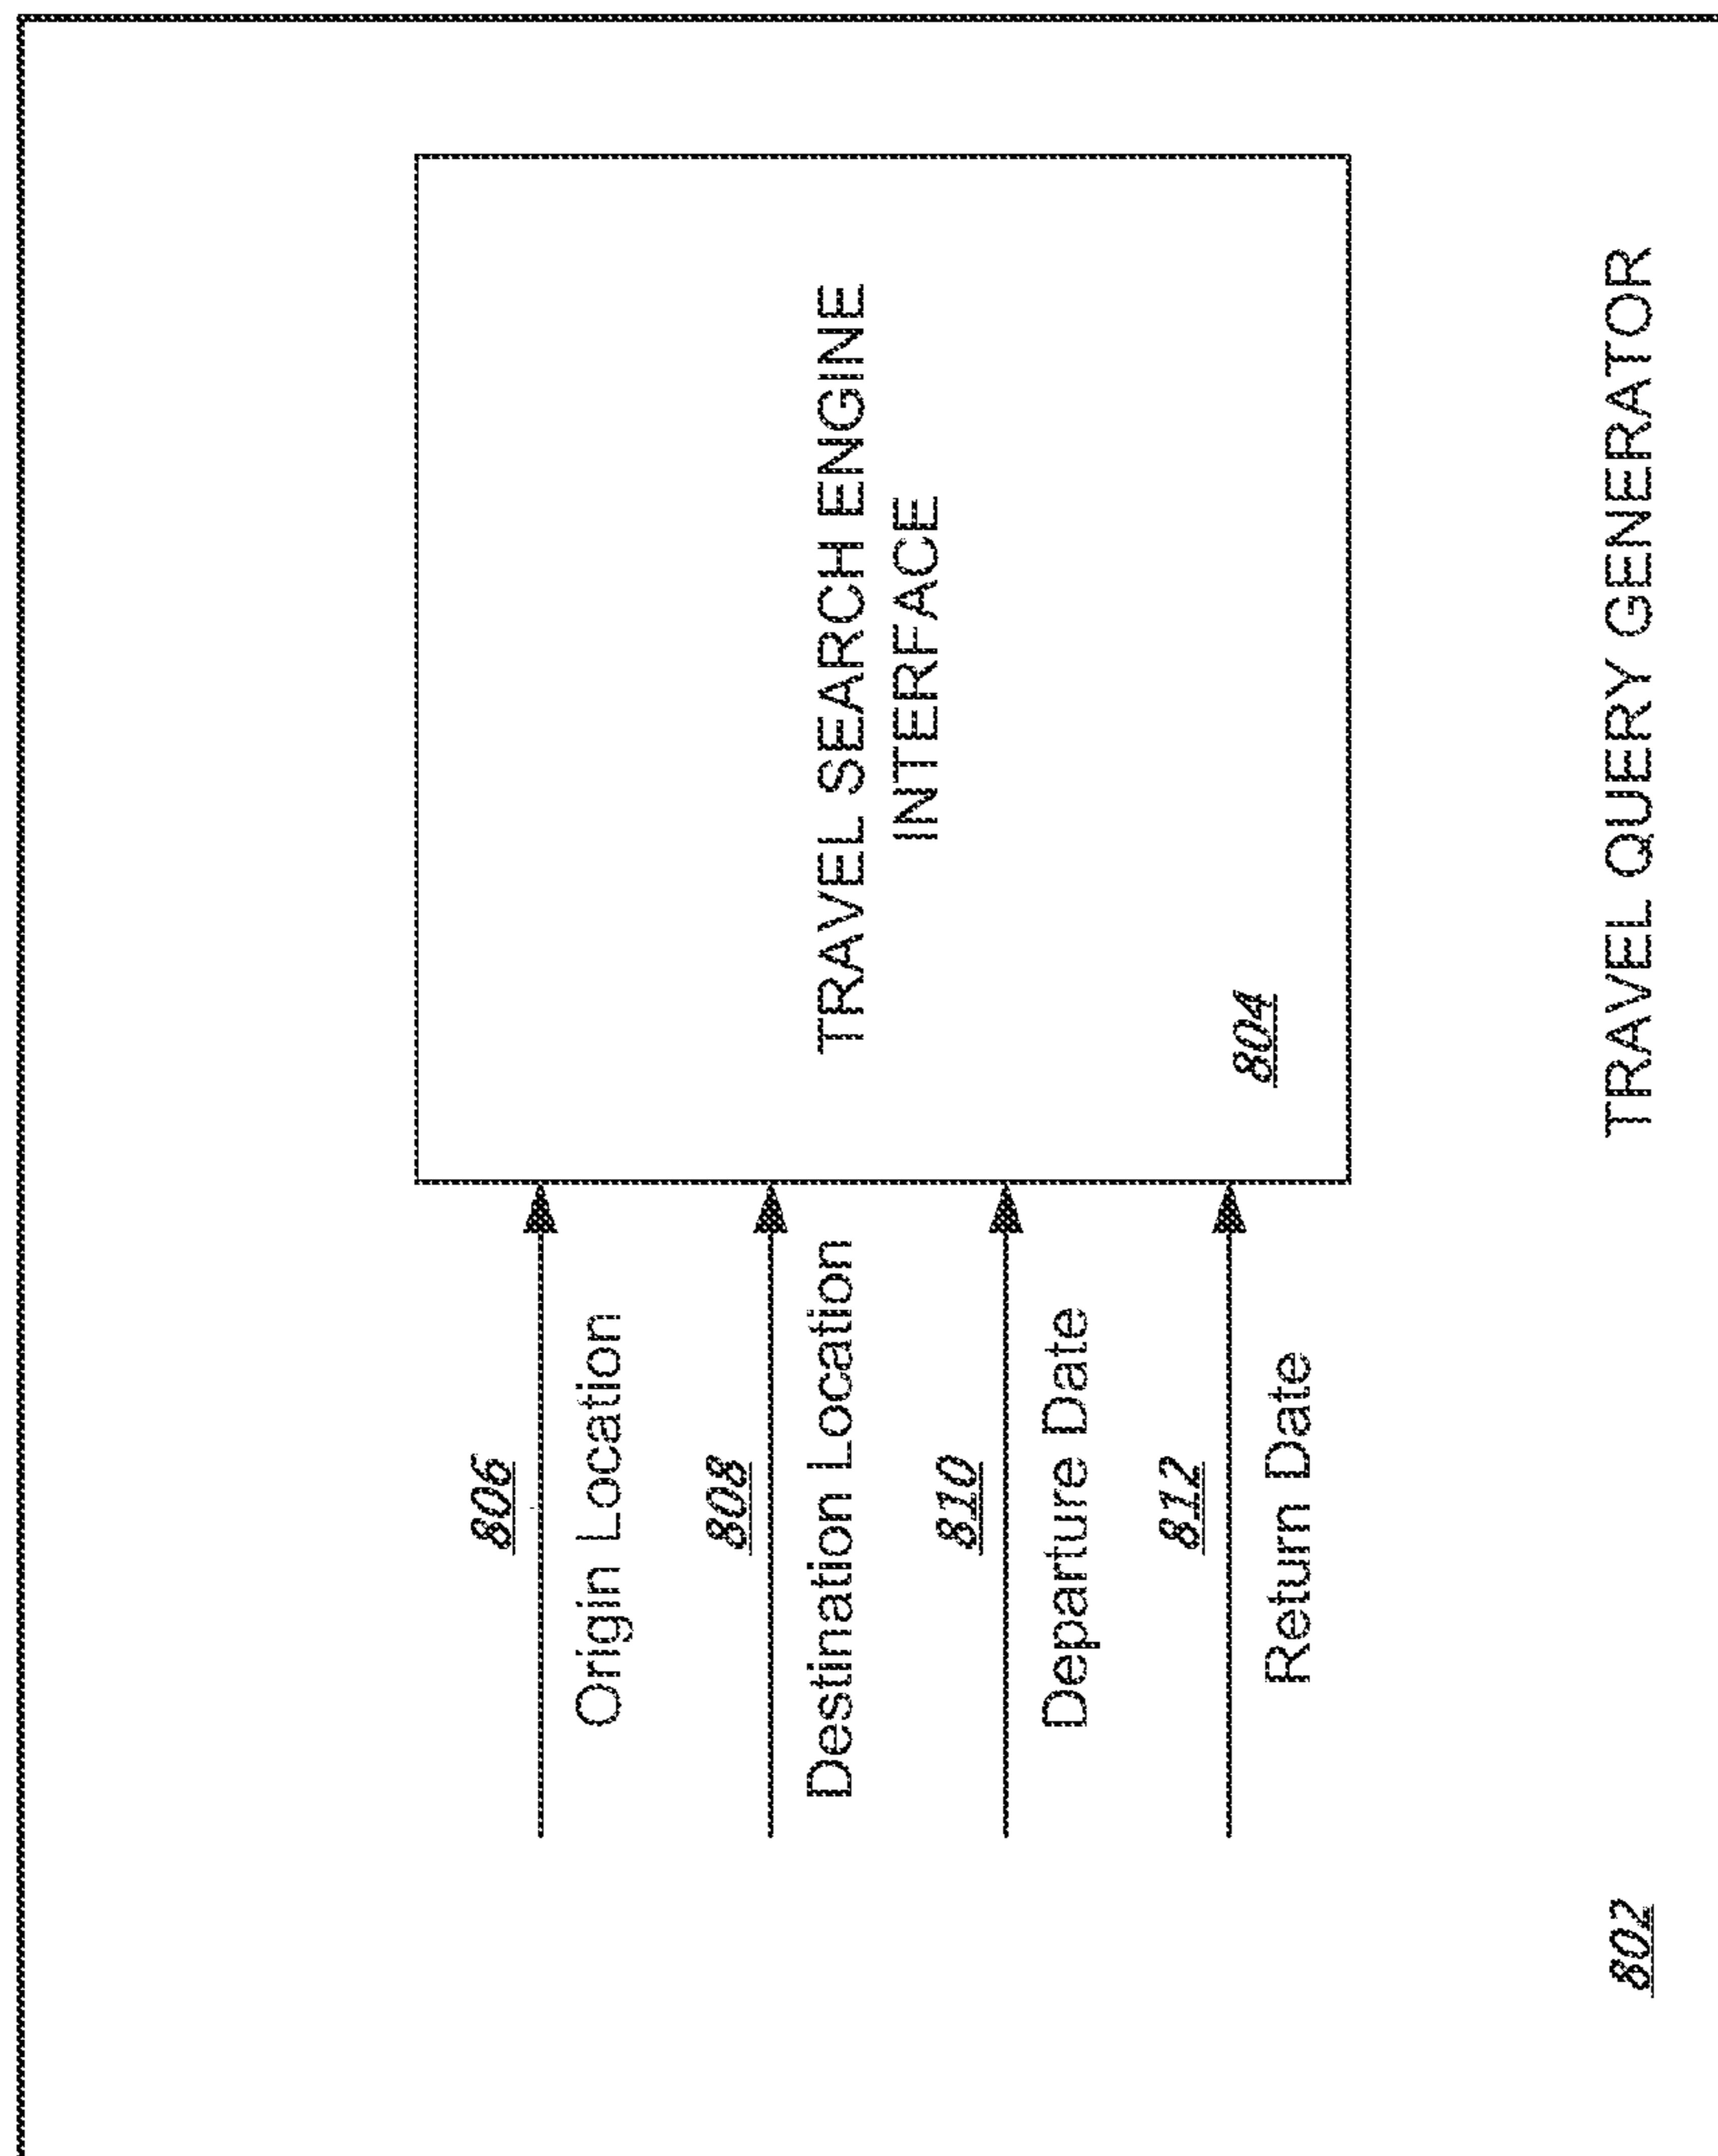 806
Origin Location
808
Destination Location
810
Departure Date
812
Return Date
TRAVEL SEARCH ENGINE
INTERFACE
804
802
TRAVEL QUERY GENERATOR